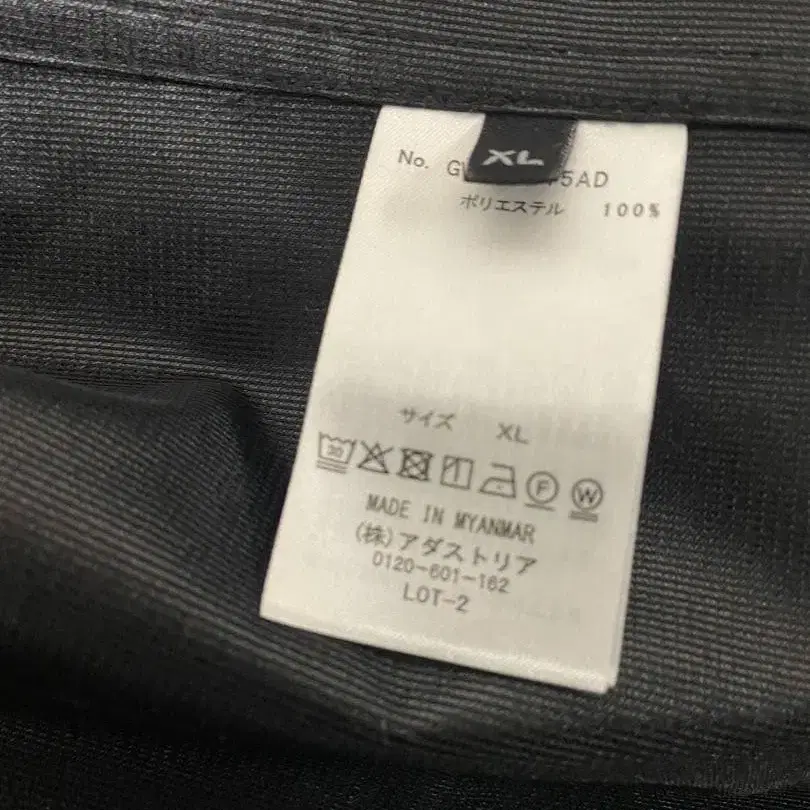 XL
No. G 5AD
ポリエステル 100%
サイズ XL
30 F W
MADE IN MYANMAR
(株)アダストリア
0120-601-162
LOT-2